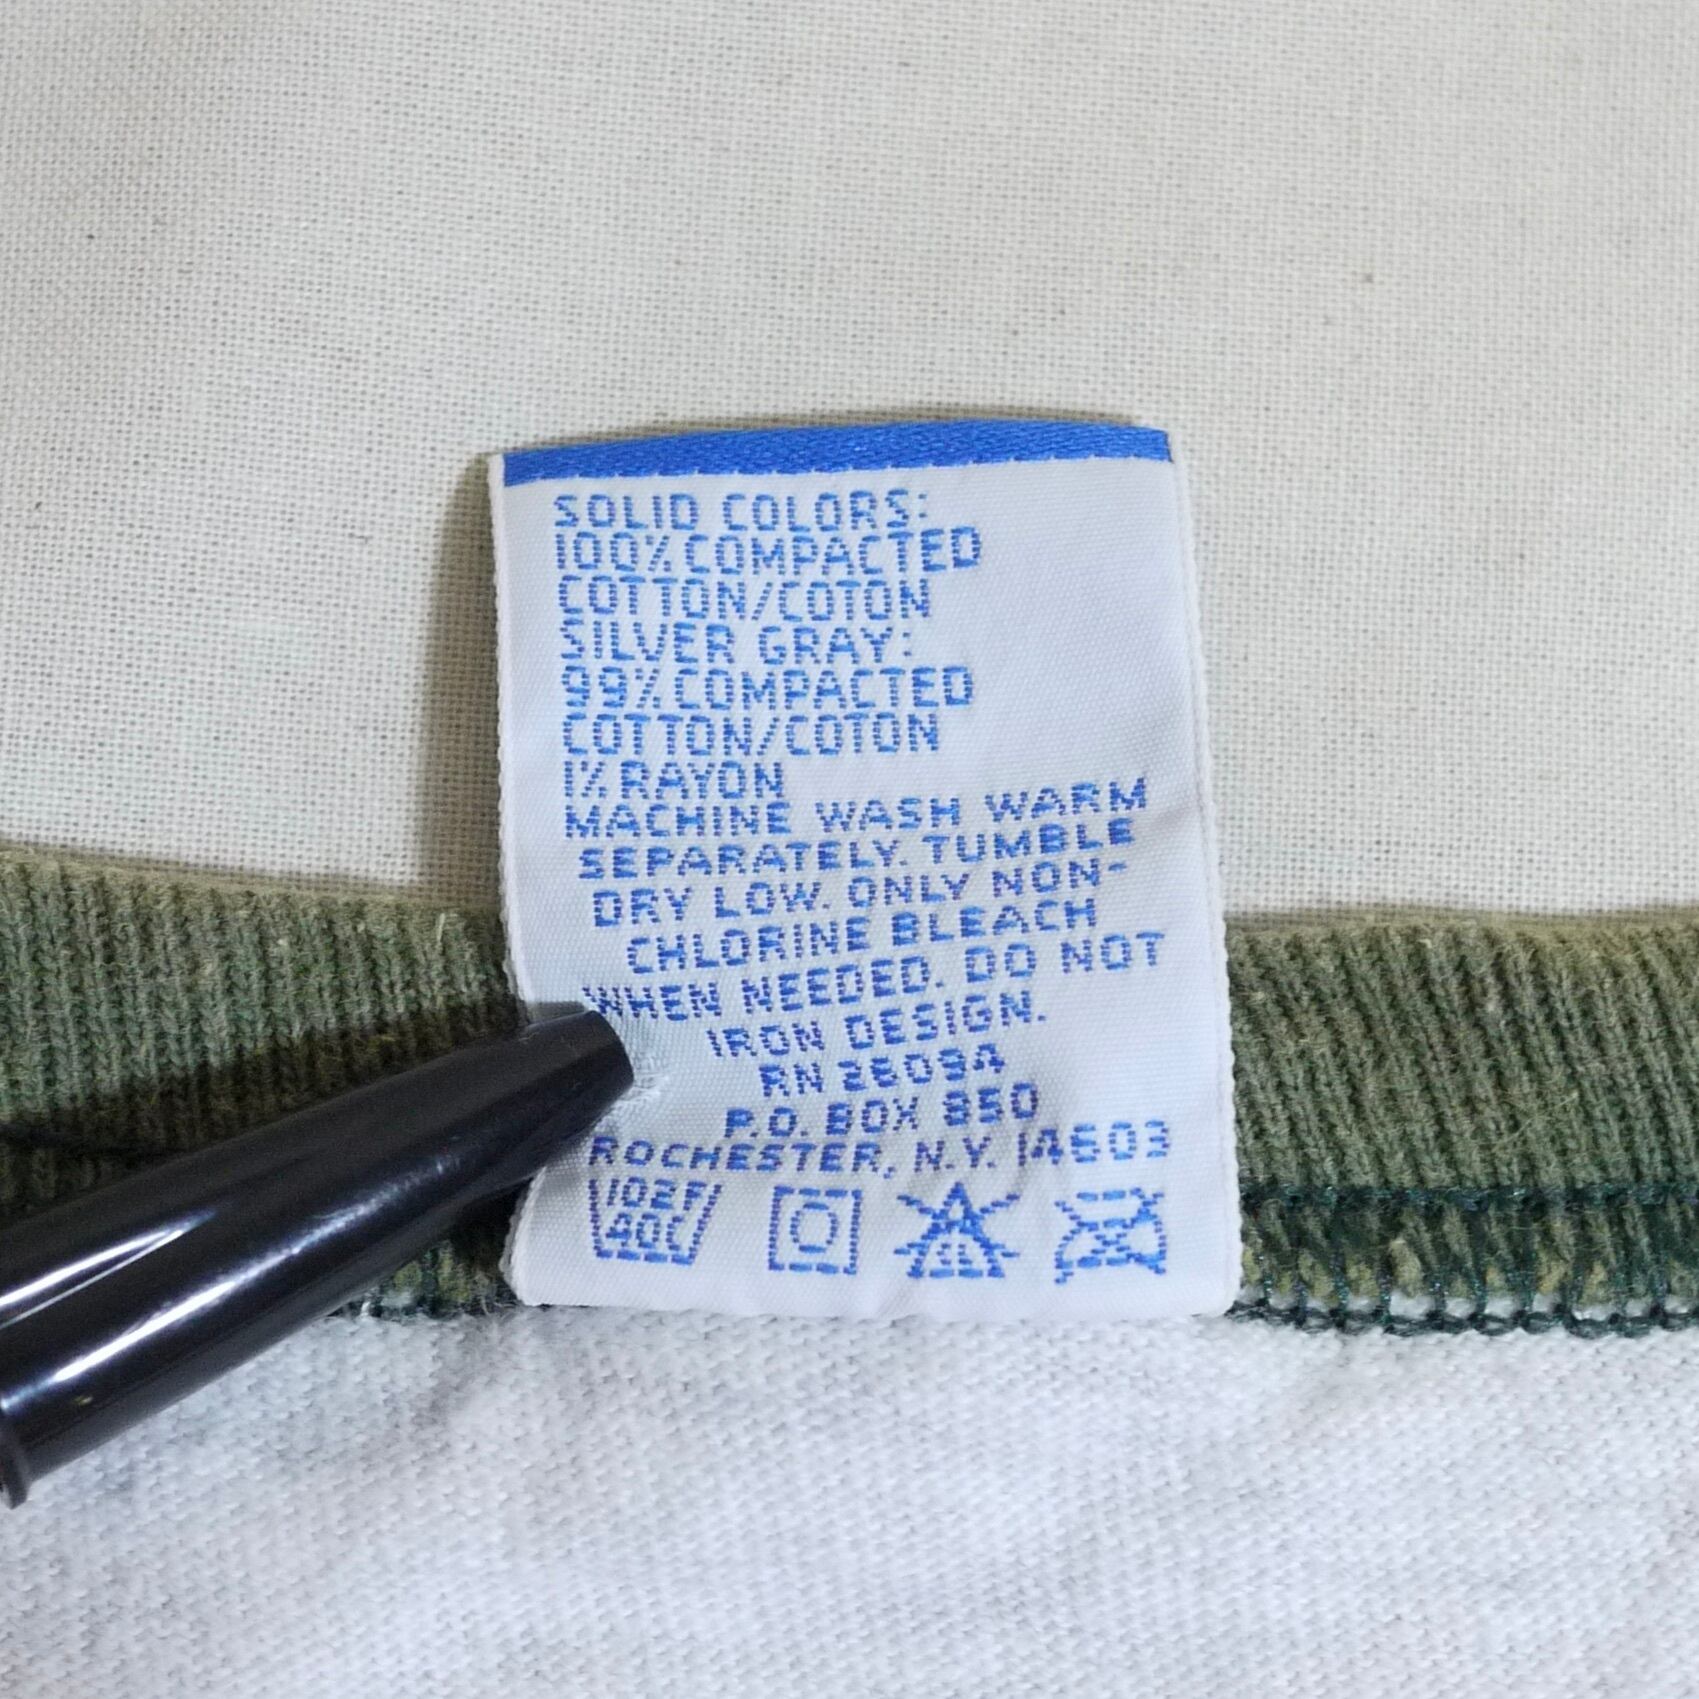 SOLID COLORS:
100% COMPACTED
COTTON/COTON
SILVER GRAY:
99% COMPACTED
COTTON/COTON
1% RAYON
MACHINE WASH WARM
SEPARATELY. TUMBLE
DRY LOW. ONLY NON-
CHLORINE BLEACH
WHEN NEEDED. DO NOT
IRON DESIGN.
RN 26094
P.O. BOX 850
ROCHESTER, N.Y. 14603
102F
40C
CL